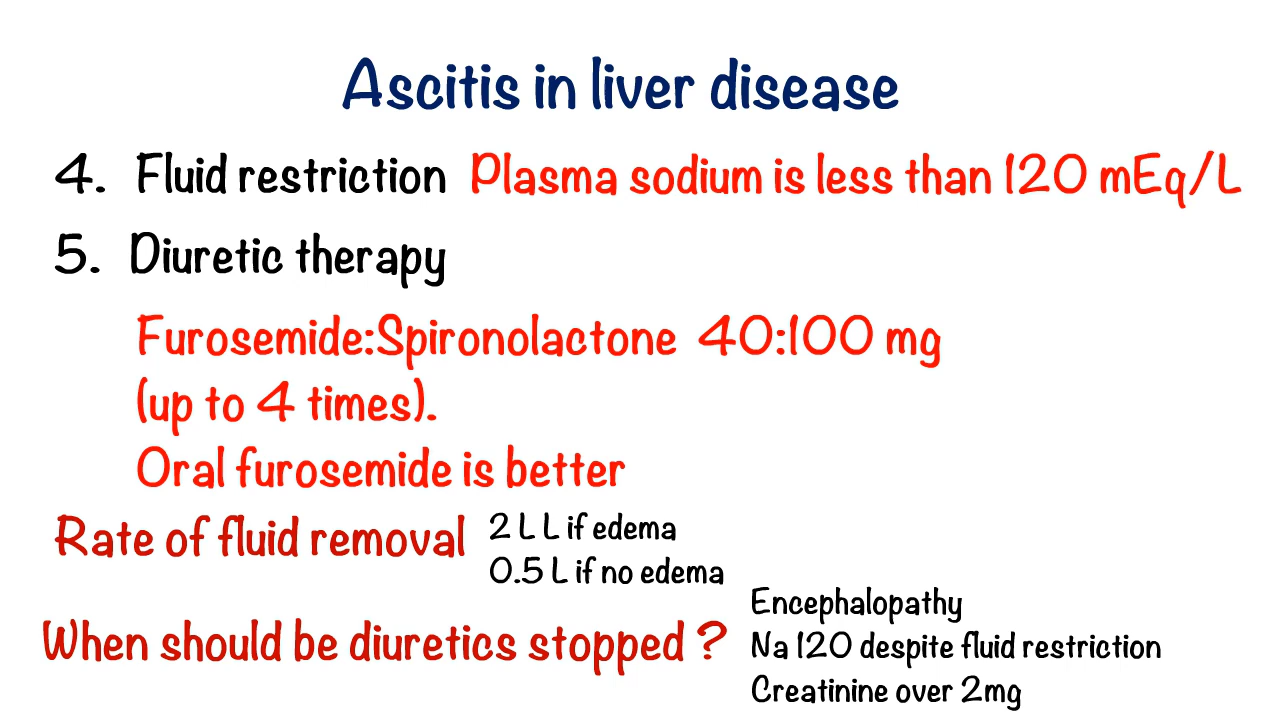 Ascitis in liver disease
4. Fluid restriction Plasma sodium is less than 120 mEq/L
5. Diuretic therapy
Furosemide:Spironolactone 40:100 mg
(up to 4 times).
Oral furosemide is better
Rate of fluid removal
2 L L if edema
0.5 L if no edema
When should be diuretics stopped ?
Encephalopathy
Na 120 despite fluid restriction
Creatinine over 2mg